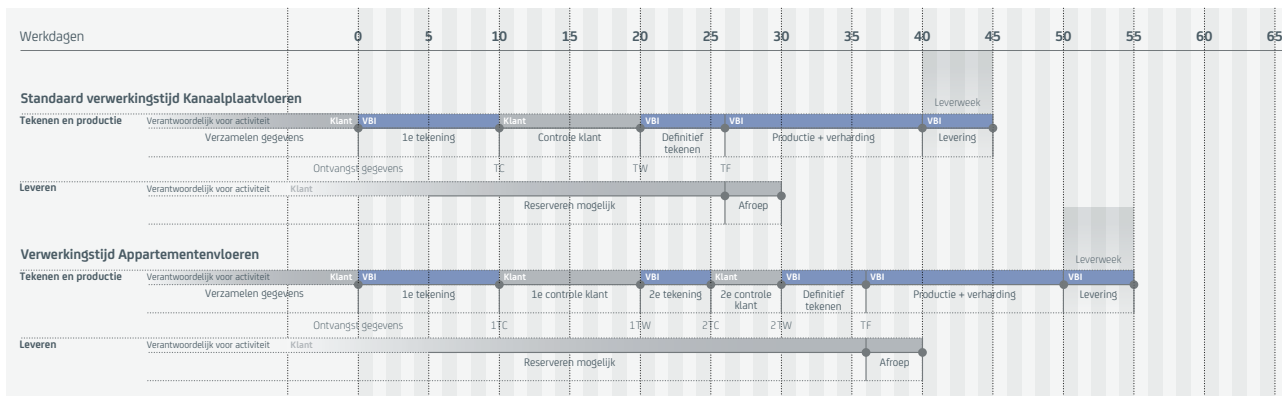 Werkdagen 0 5 10 15 20 25 30 35 40 45 50 55 60 65
Leverweek
Standaard verwerkingstijd Kanaalplaatvloeren
Tekenen en productie Verantwoordelijk voor activiteit Klant VBI Klant VBI VBI VBI
Verzamelen gegevens 1e tekening Controle klant Definitief Productie + verharding Levering
tekenen
Ontvangst gegevens TC TW TF
Leveren Verantwoordelijk voor activiteit Klant
Reserveren mogelijk Afroep
Verwerkingstijd Appartementenvloeren
Leverweek
Tekenen en productie Verantwoordelijk voor activiteit Klant VBI Klant VBI Klant VBI VBI VBI
Verzamelen gegevens 1e tekening 1e controle klant 2e tekening 2e controle Definitief Productie + verharding Levering
klant tekenen
Ontvangst gegevens 1TC 1TW 2TC 2TW TF
Leveren Verantwoordelijk voor activiteit Klant
Reserveren mogelijk Afroep